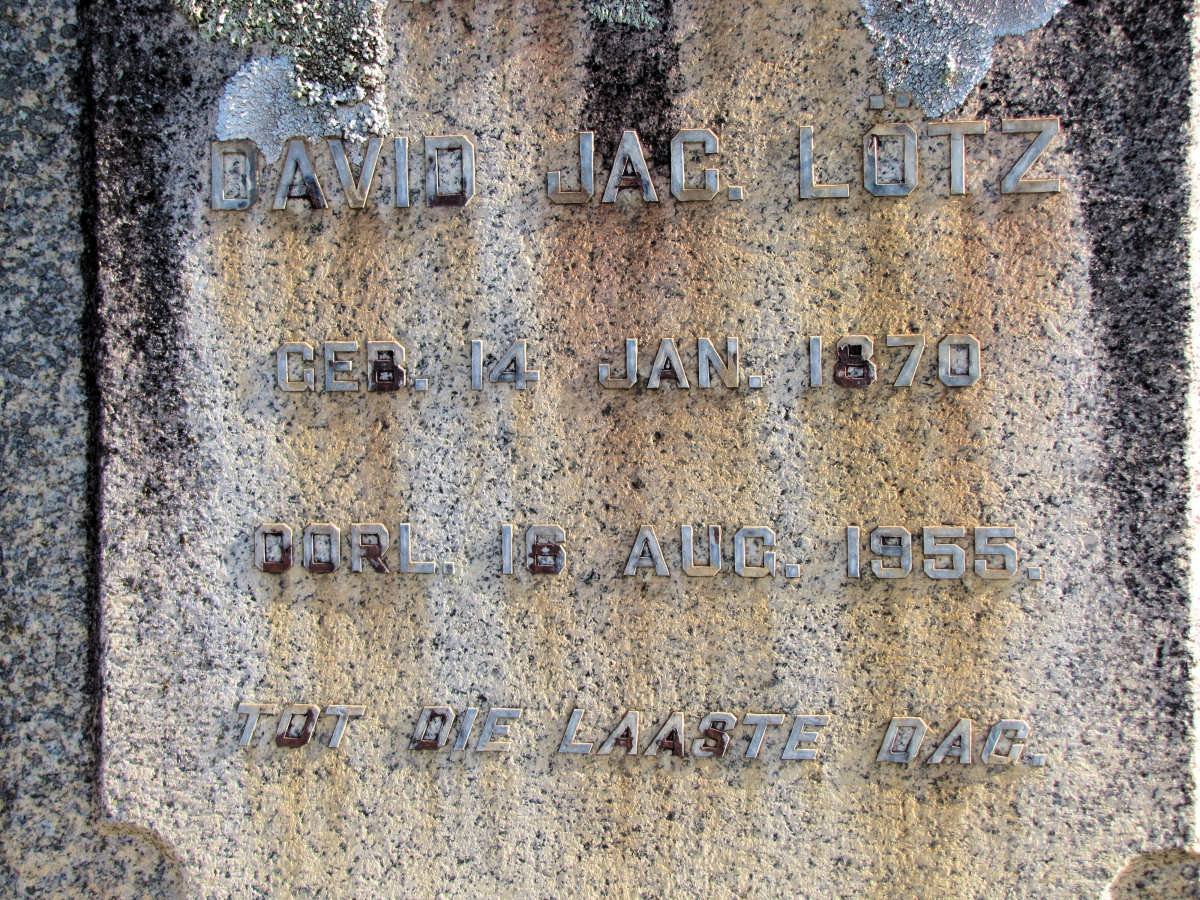 DAVID JAC. LÖTZ
GEB. 14 JAN. 1870
OORL. 16 AUG. 1955.
TOT DIE LAASTE DAG.